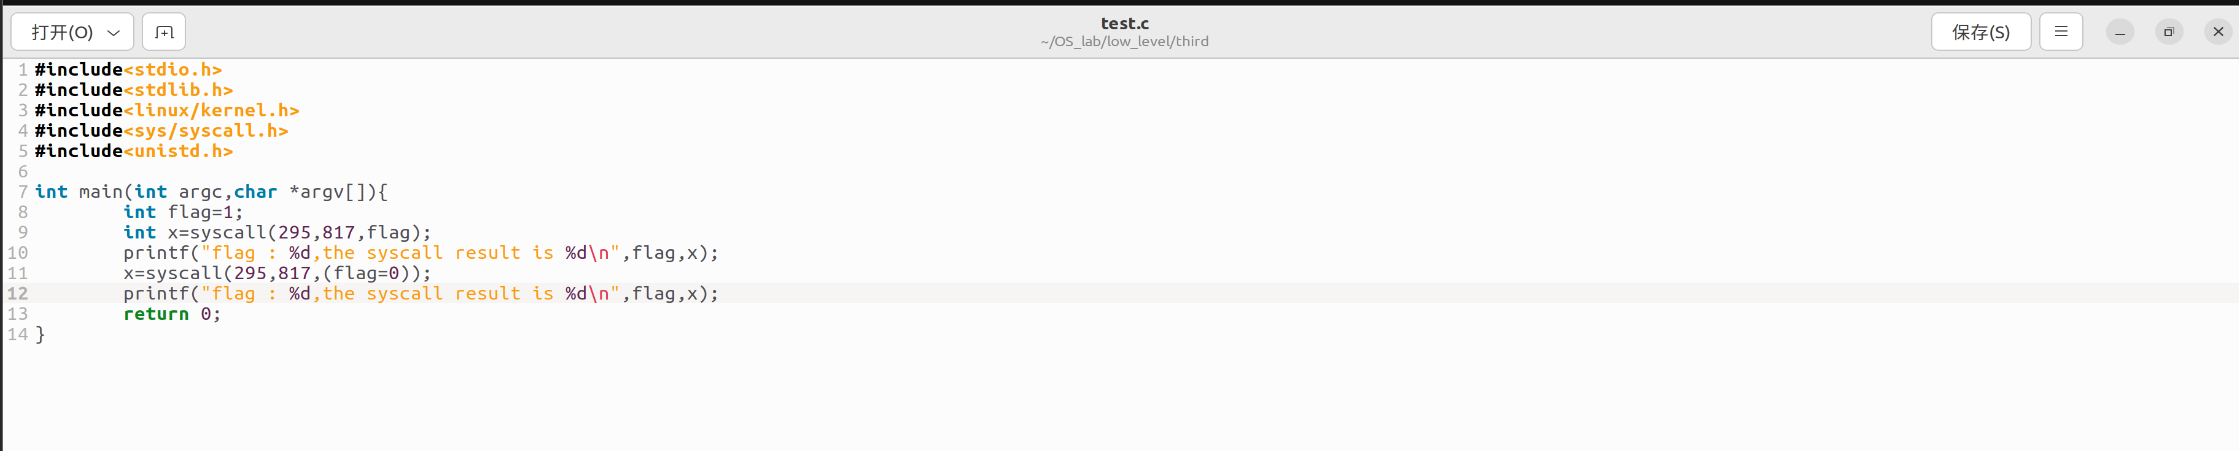 打开(O)
test.c
~/OS_lab/low_level/third
保存(S)
1 #include<stdio.h>
2 #include<stdlib.h>
3 #include<linux/kernel.h>
4 #include<sys/syscall.h>
5 #include<unistd.h>
6
7 int main(int argc,char *argv[]){
8         int flag=1;
9         int x=syscall(295,817,flag);
10         printf("flag : %d,the syscall result is %d\n",flag,x);
11         x=syscall(295,817,(flag=0));
12         printf("flag : %d,the syscall result is %d\n",flag,x);
13         return 0;
14 }